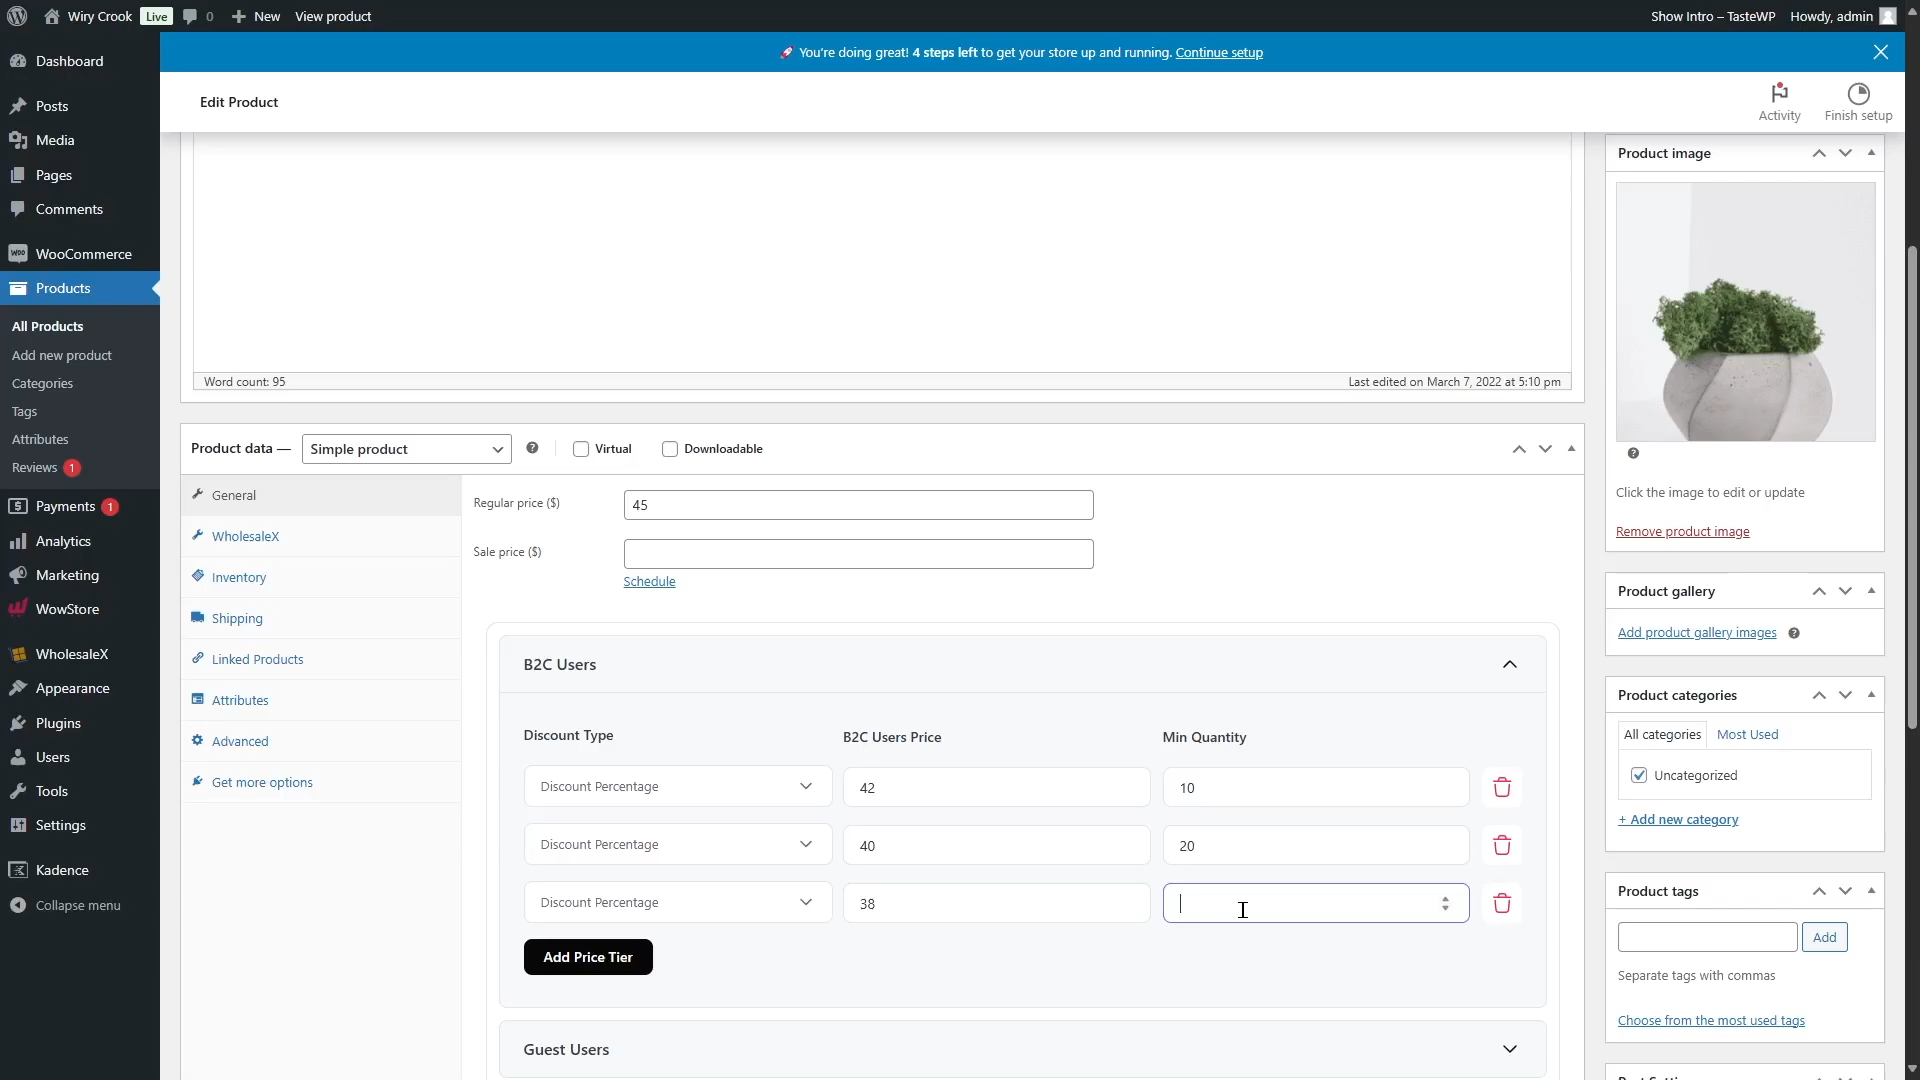 Wiry Crook
Live
0
New
View product
Show Intro – TasteWP
Howdy, admin
🚀 You're doing great! 4 steps left to get your store up and running. Continue setup
Edit Product
Activity
Finish setup
Dashboard
Posts
Media
Pages
Comments
WooCommerce
Products
All Products
Add new product
Categories
Tags
Attributes
Reviews 1
Payments 1
Analytics
Marketing
WowStore
WholesaleX
Appearance
Plugins
Users
Tools
Settings
Kadence
Collapse menu
Word count: 95
Last edited on March 7, 2022 at 5:10 pm
Product data —
Simple product
Virtual
Downloadable
General
WholesaleX
Inventory
Shipping
Linked Products
Attributes
Advanced
Get more options
Regular price ($)
45
Sale price ($)
Schedule
B2C Users
Discount Type
B2C Users Price
Min Quantity
Discount Percentage
42
10
Discount Percentage
40
20
Discount Percentage
38
Add Price Tier
Guest Users
Product image
Click the image to edit or update
Remove product image
Product gallery
Add product gallery images
Product categories
All categories
Most Used
Uncategorized
+ Add new category
Product tags
Add
Separate tags with commas
Choose from the most used tags